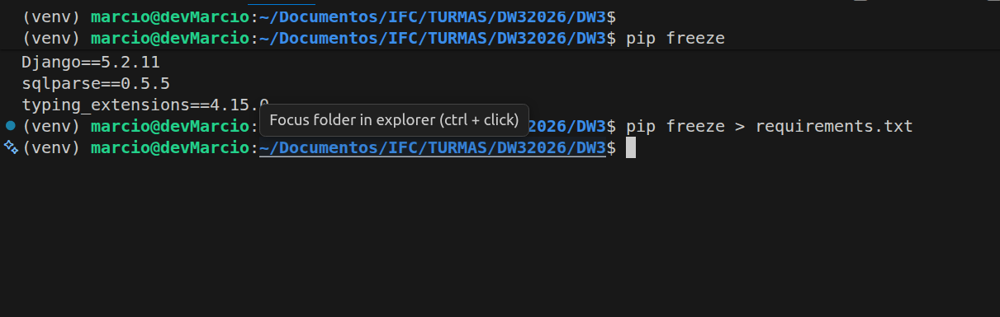 (venv) marcio@devMarcio:~/Documentos/IFC/TURMAS/DW32026/DW3$
(venv) marcio@devMarcio:~/Documentos/IFC/TURMAS/DW32026/DW3$ pip freeze
Django==5.2.11
sqlparse==0.5.5
typing_extensions==4.15.0
Focus folder in explorer (ctrl + click)
(venv) marcio@devMarcio: 32026/DW3$ pip freeze > requirements.txt
(venv) marcio@devMarcio:~/Documentos/IFC/TURMAS/DW32026/DW3$